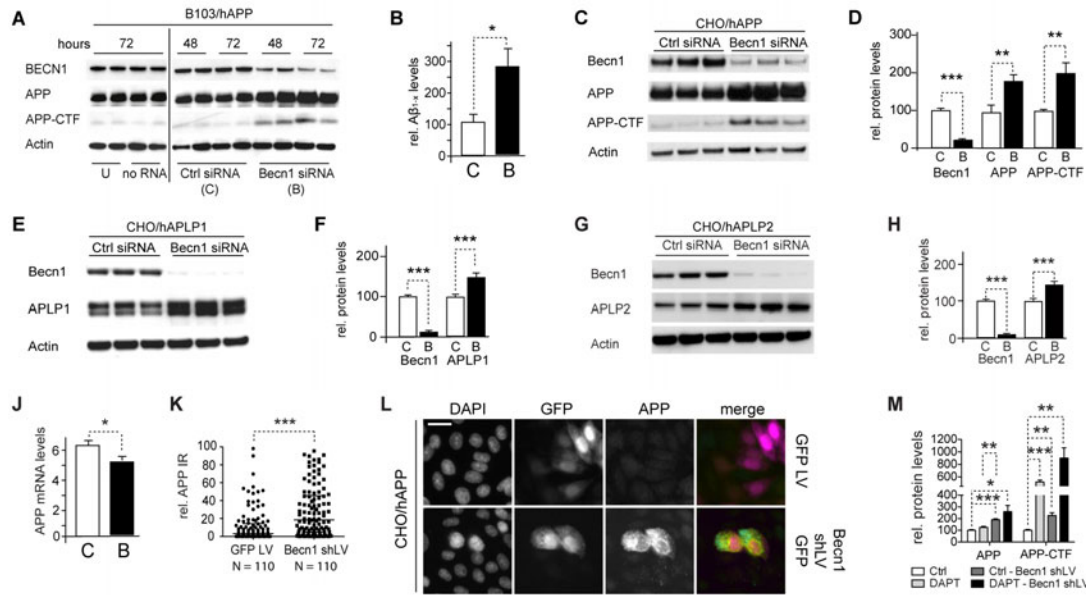 A
B103/hAPP
hours 72 48 72 48 72
BECN1
APP
APP-CTF
Actin
U no RNA Ctrl siRNA Becn1 siRNA
(C) (B)
B
rel. Aβ1-x levels
300
200
100
0
*
C B
C
CHO/hAPP
Ctrl siRNA Becn1 siRNA
Becn1
APP
APP-CTF
Actin
D
rel. protein levels
300
200
100
0
*** ** **
C B C B C B
Becn1 APP APP-CTF
E
CHO/hAPLP1
Ctrl siRNA Becn1 siRNA
Becn1
APLP1
Actin
F
rel. protein levels
200
100
0
*** ***
C B C B
Becn1 APLP1
G
CHO/hAPLP2
Ctrl siRNA Becn1 siRNA
Becn1
APLP2
Actin
H
rel. protein levels
200
100
0
*** ***
C B C B
Becn1 APLP2
J
APP mRNA levels
6
4
2
0
*
C B
K
rel. APP IR
100
80
60
40
20
0
***
GFP LV Becn1 shLV
N = 110 N = 110
L
DAPI GFP APP merge
CHO/hAPP
GFP LV
Becn1
shLV
GFP
M
rel. protein levels
1200
1000
800
600
400
300
200
100
0
**
*
***
**
**
***
APP APP-CTF
Ctrl Ctrl - Becn1 shLV
DAPT DAPT - Becn1 shLV